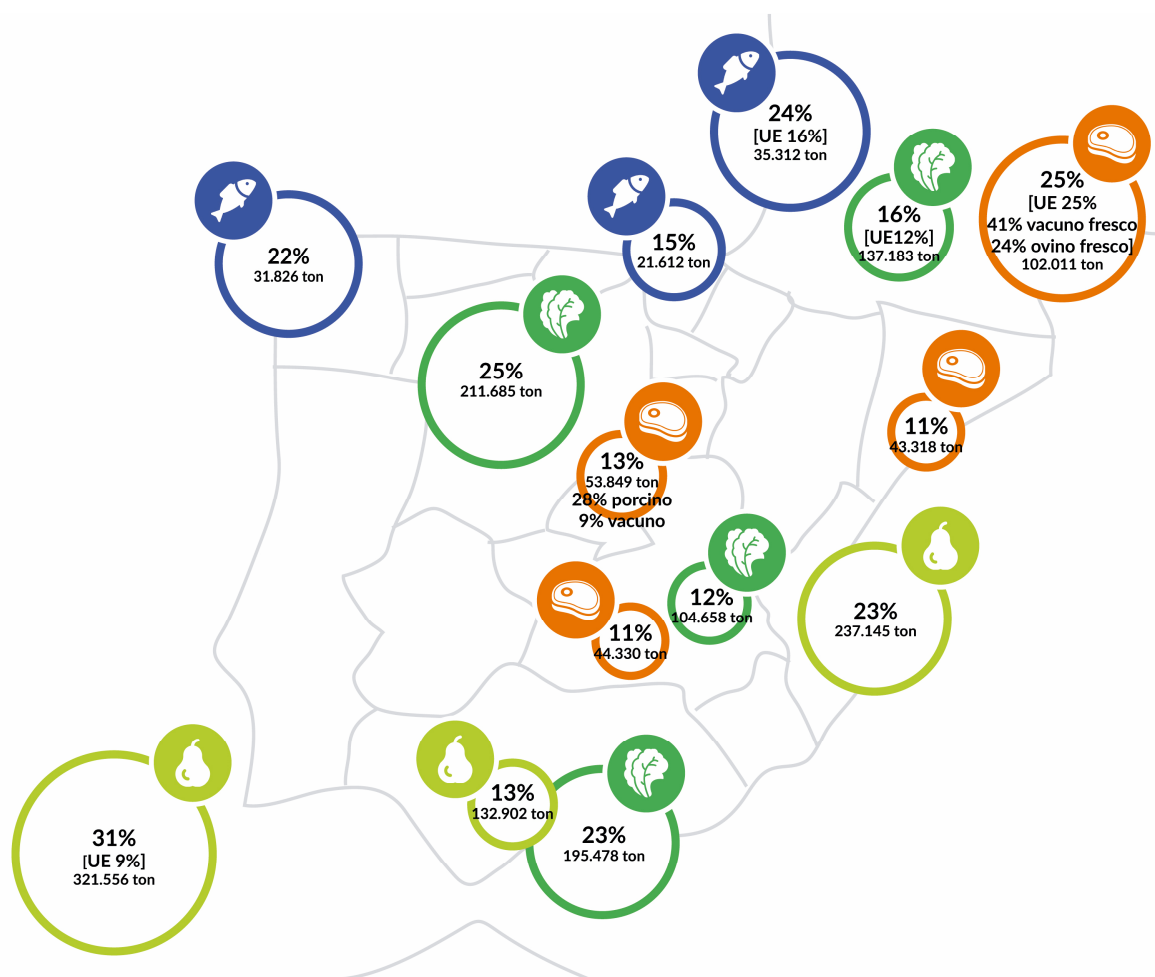 24%
[UE 16%]
35.312 ton
25%
[UE 25%
41% vacuno fresco
24% ovino fresco]
102.011 ton
16%
[UE12%]
137.183 ton
22%
31.826 ton
15%
21.612 ton
25%
211.685 ton
11%
43.318 ton
13%
53.849 ton
28% porcino
9% vacuno
12%
104.658 ton
23%
237.145 ton
11%
44.330 ton
31%
[UE 9%]
321.556 ton
13%
132.902 ton
23%
195.478 ton